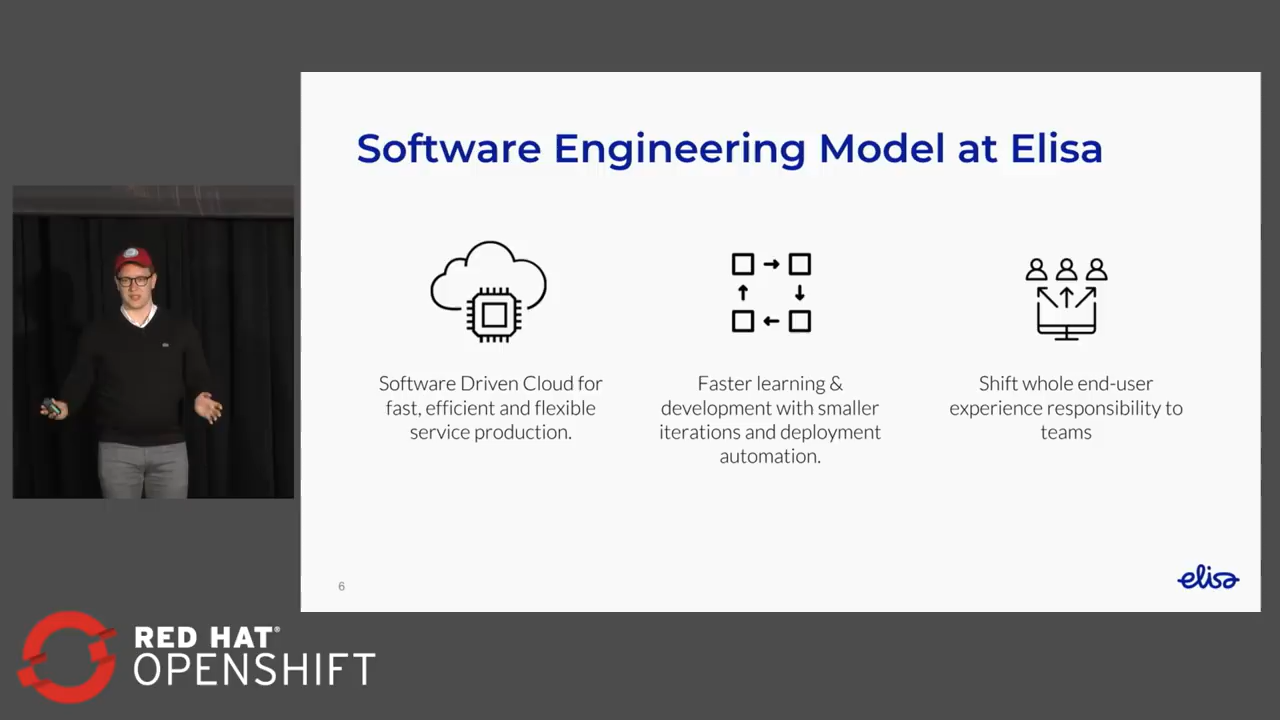 Software Engineering Model at Elisa
Software Driven Cloud for
fast, efficient and flexible
service production.
Faster learning &
development with smaller
iterations and deployment
automation.
Shift whole end-user
experience responsibility to
teams
6
elisa
RED HAT®
OPENSHIFT